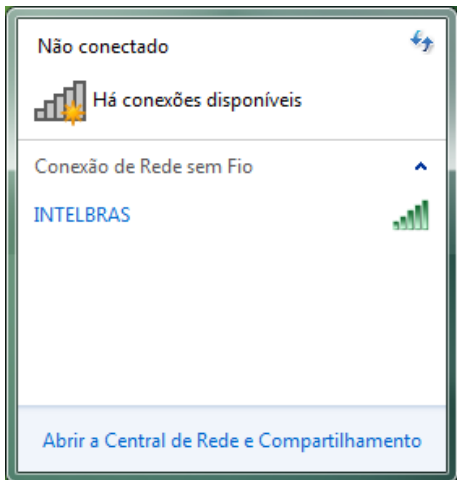 Não conectado
Há conexões disponíveis
Conexão de Rede sem Fio
INTELBRAS
Abrir a Central de Rede e Compartilhamento